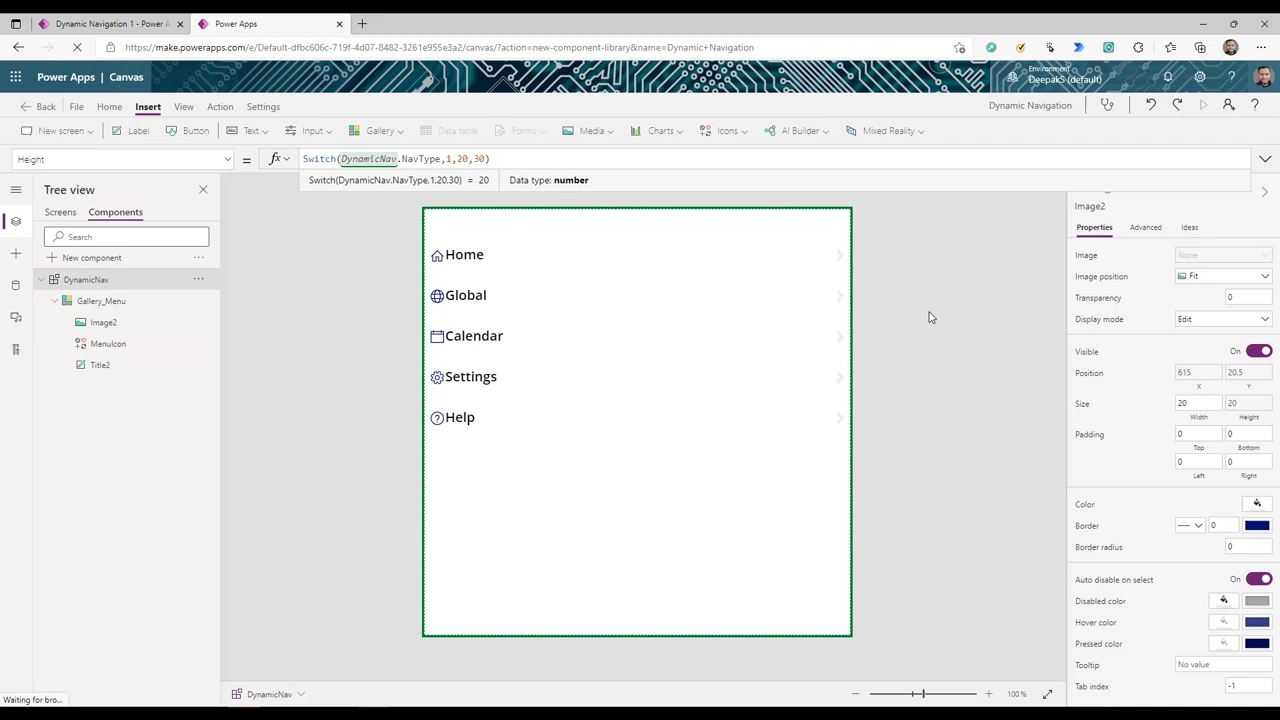 Dynamic Navigation 1 - Power A
Power Apps
https://make.powerapps.com/e/Default-dfbc606c-719f-4d07-8482-3261e955e3a2/canvas/?action=new-component-library&name=Dynamic+Navigation
Power Apps | Canvas
Environment
DeepakS (default)
Back File Home Insert View Action Settings
Dynamic Navigation
New screen Label Button Text Input Gallery Data table Forms Media Charts Icons AI Builder Mixed Reality
Height = fx Switch(DynamicNav.NavType,1,20,30)
Switch(DynamicNav.NavType,1,20,30) = 20 Data type: number
Tree view
Screens Components
Search
New component
DynamicNav
Gallery_Menu
Image2
MenuIcon
Title2
Home
Global
Calendar
Settings
Help
Image2
Properties Advanced Ideas
Image None
Image position Fit
Transparency 0
Display mode Edit
Visible On
Position 615 20.5
X Y
Size 20 20
Width Height
Padding 0 0
Top Bottom
0 0
Left Right
Color
Border 0
Border radius 0
Auto disable on select On
Disabled color
Hover color
Pressed color
Tooltip No value
Tab index -1
Waiting for bro...
DynamicNav
100 %